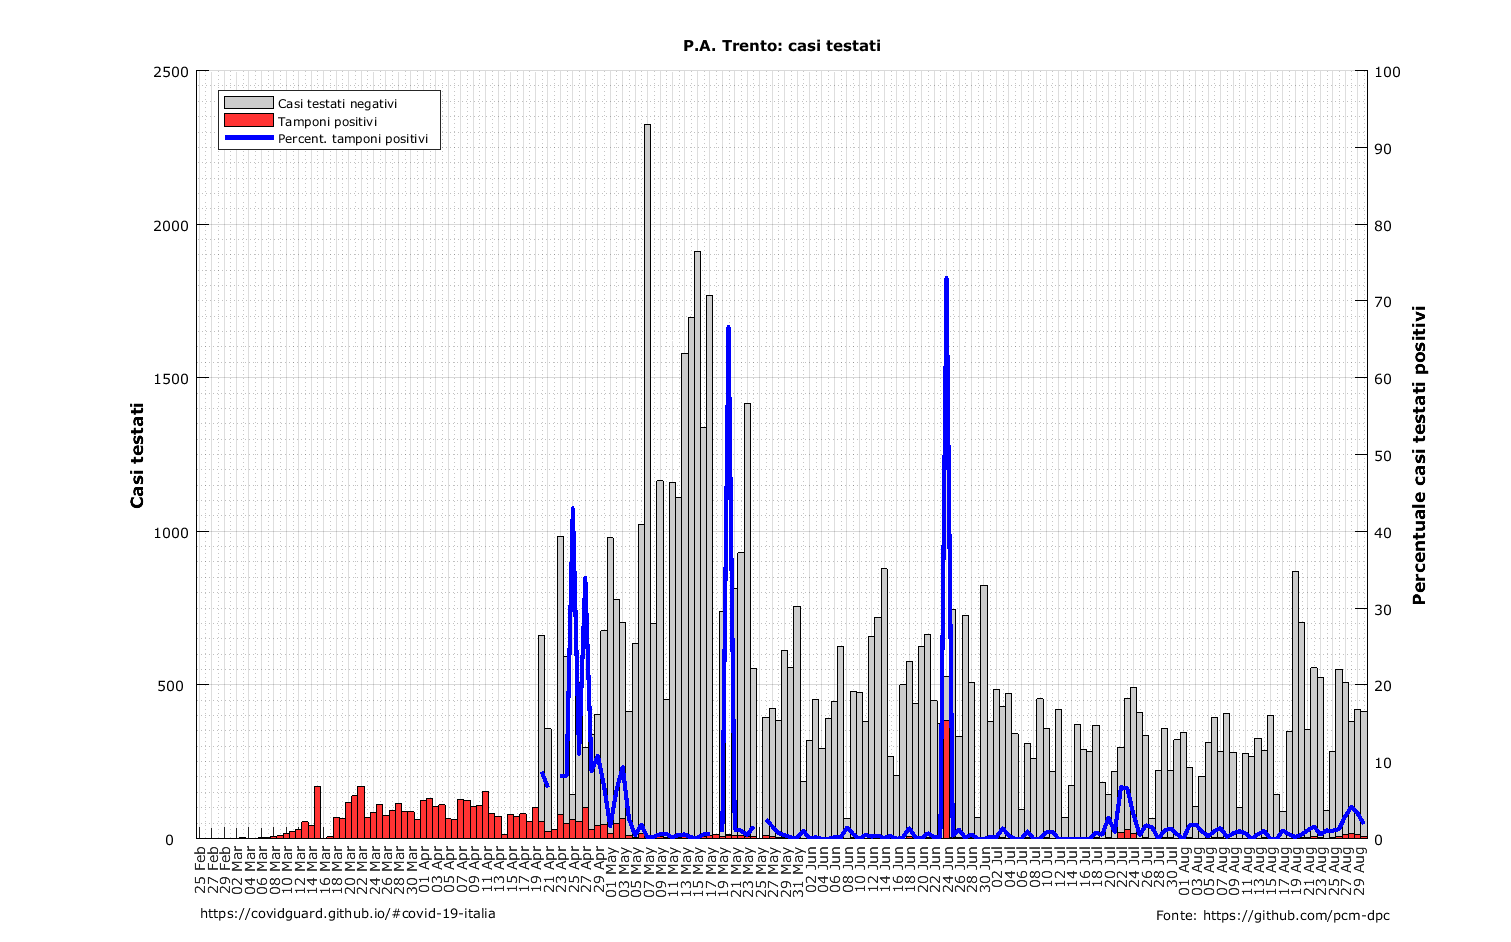 P.A. Trento: casi testati
Casi testati negativi
Tamponi positivi
Percent. tamponi positivi
Casi testati
2500
2000
1500
1000
500
0
100
90
80
70
60
50
40
30
20
10
0
Percentuale casi testati positivi
25 Feb
27 Feb
29 Feb
02 Mar
04 Mar
06 Mar
08 Mar
10 Mar
12 Mar
14 Mar
16 Mar
18 Mar
20 Mar
22 Mar
24 Mar
26 Mar
28 Mar
30 Mar
01 Apr
03 Apr
05 Apr
07 Apr
09 Apr
11 Apr
13 Apr
15 Apr
17 Apr
19 Apr
21 Apr
23 Apr
25 Apr
27 Apr
29 Apr
01 May
03 May
05 May
07 May
09 May
11 May
13 May
15 May
17 May
19 May
21 May
23 May
25 May
27 May
29 May
31 May
02 Jun
04 Jun
06 Jun
08 Jun
10 Jun
12 Jun
14 Jun
16 Jun
18 Jun
20 Jun
22 Jun
24 Jun
26 Jun
28 Jun
30 Jun
02 Jul
04 Jul
06 Jul
08 Jul
10 Jul
12 Jul
14 Jul
16 Jul
18 Jul
20 Jul
22 Jul
24 Jul
26 Jul
28 Jul
30 Jul
01 Aug
03 Aug
05 Aug
07 Aug
09 Aug
11 Aug
13 Aug
15 Aug
17 Aug
19 Aug
21 Aug
23 Aug
25 Aug
27 Aug
29 Aug
https://covidguard.github.io/#covid-19-italia
Fonte: https://github.com/pcm-dpc